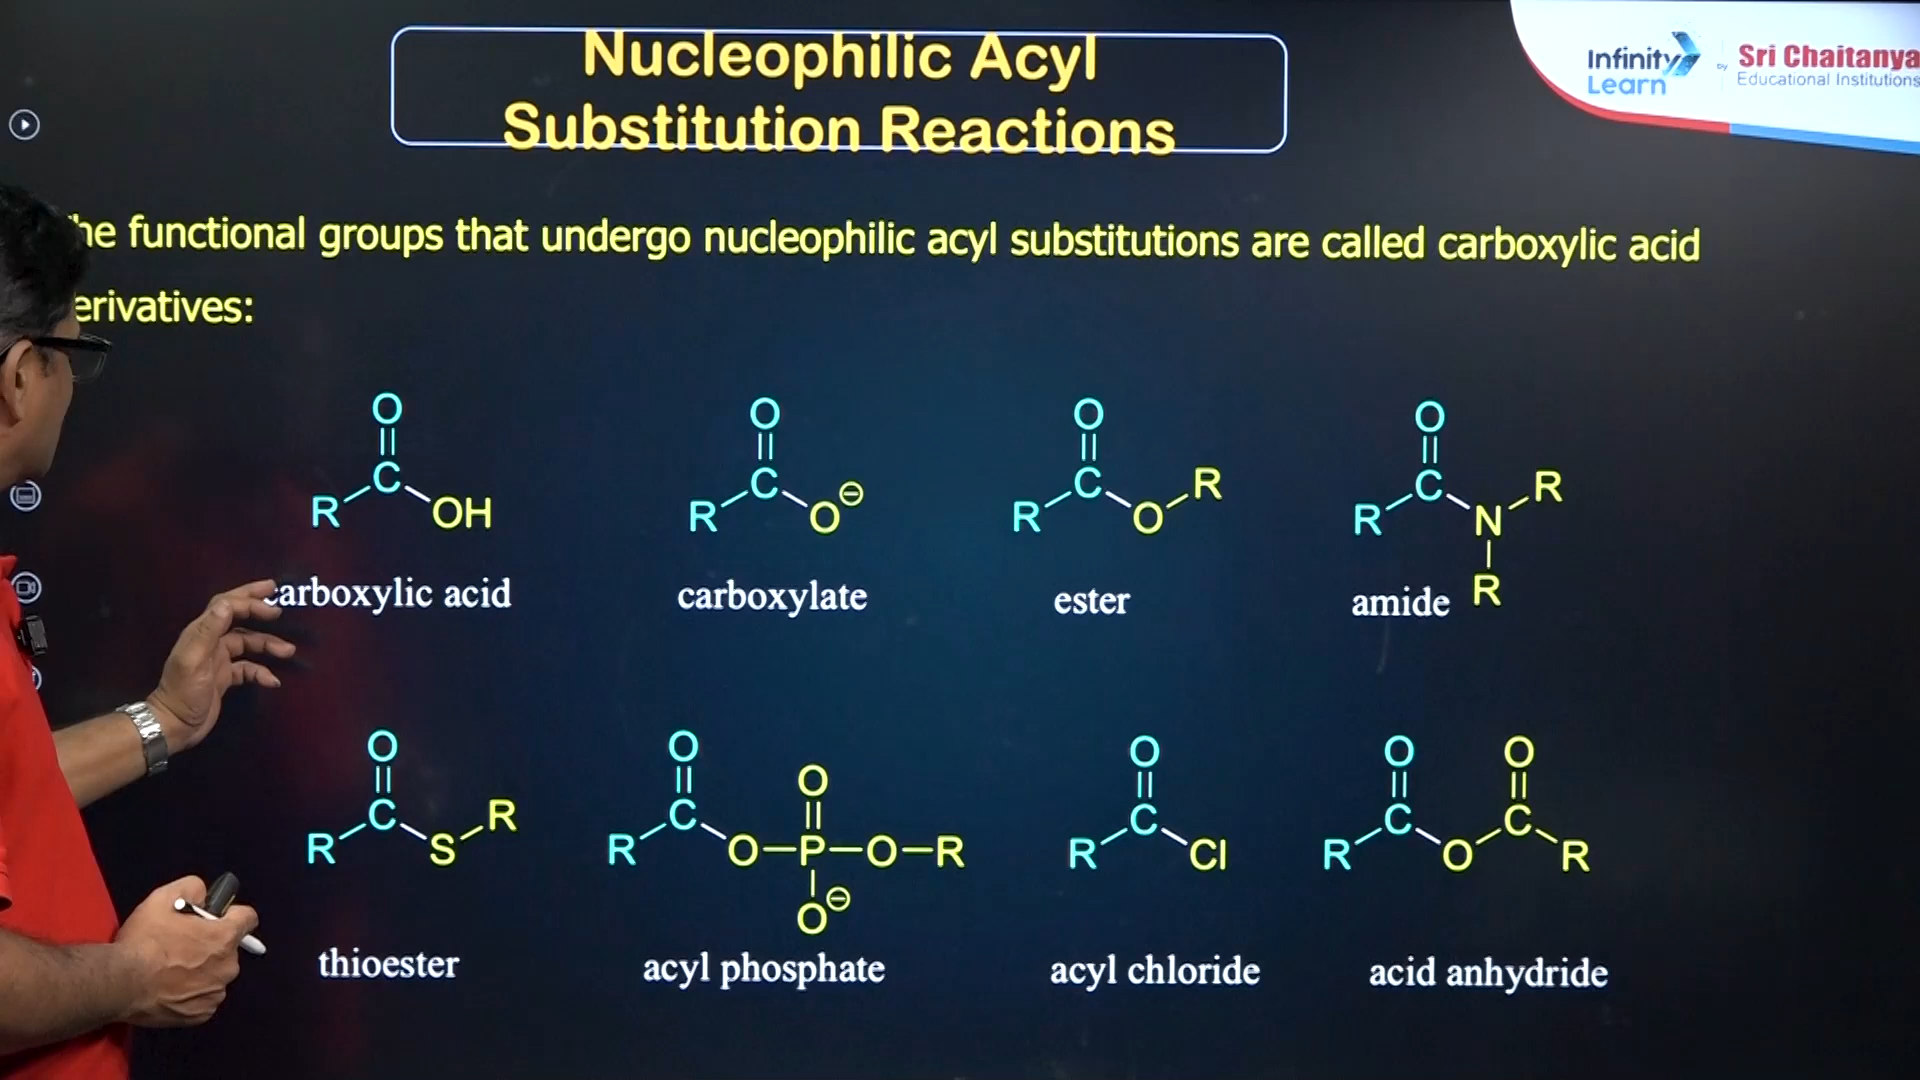 Nucleophilic Acyl
Substitution Reactions
Infinity Learn by Sri Chaitanya Educational Institutions
he functional groups that undergo nucleophilic acyl substitutions are called carboxylic acid
erivatives:
O O O O
C C C C
R OH R O⊖ R O R R N R
R
carboxylic acid carboxylate ester amide
O O O O O
C O C C C
R S R R O P O R R Cl R O R
O⊖
thioester acyl phosphate acyl chloride acid anhydride